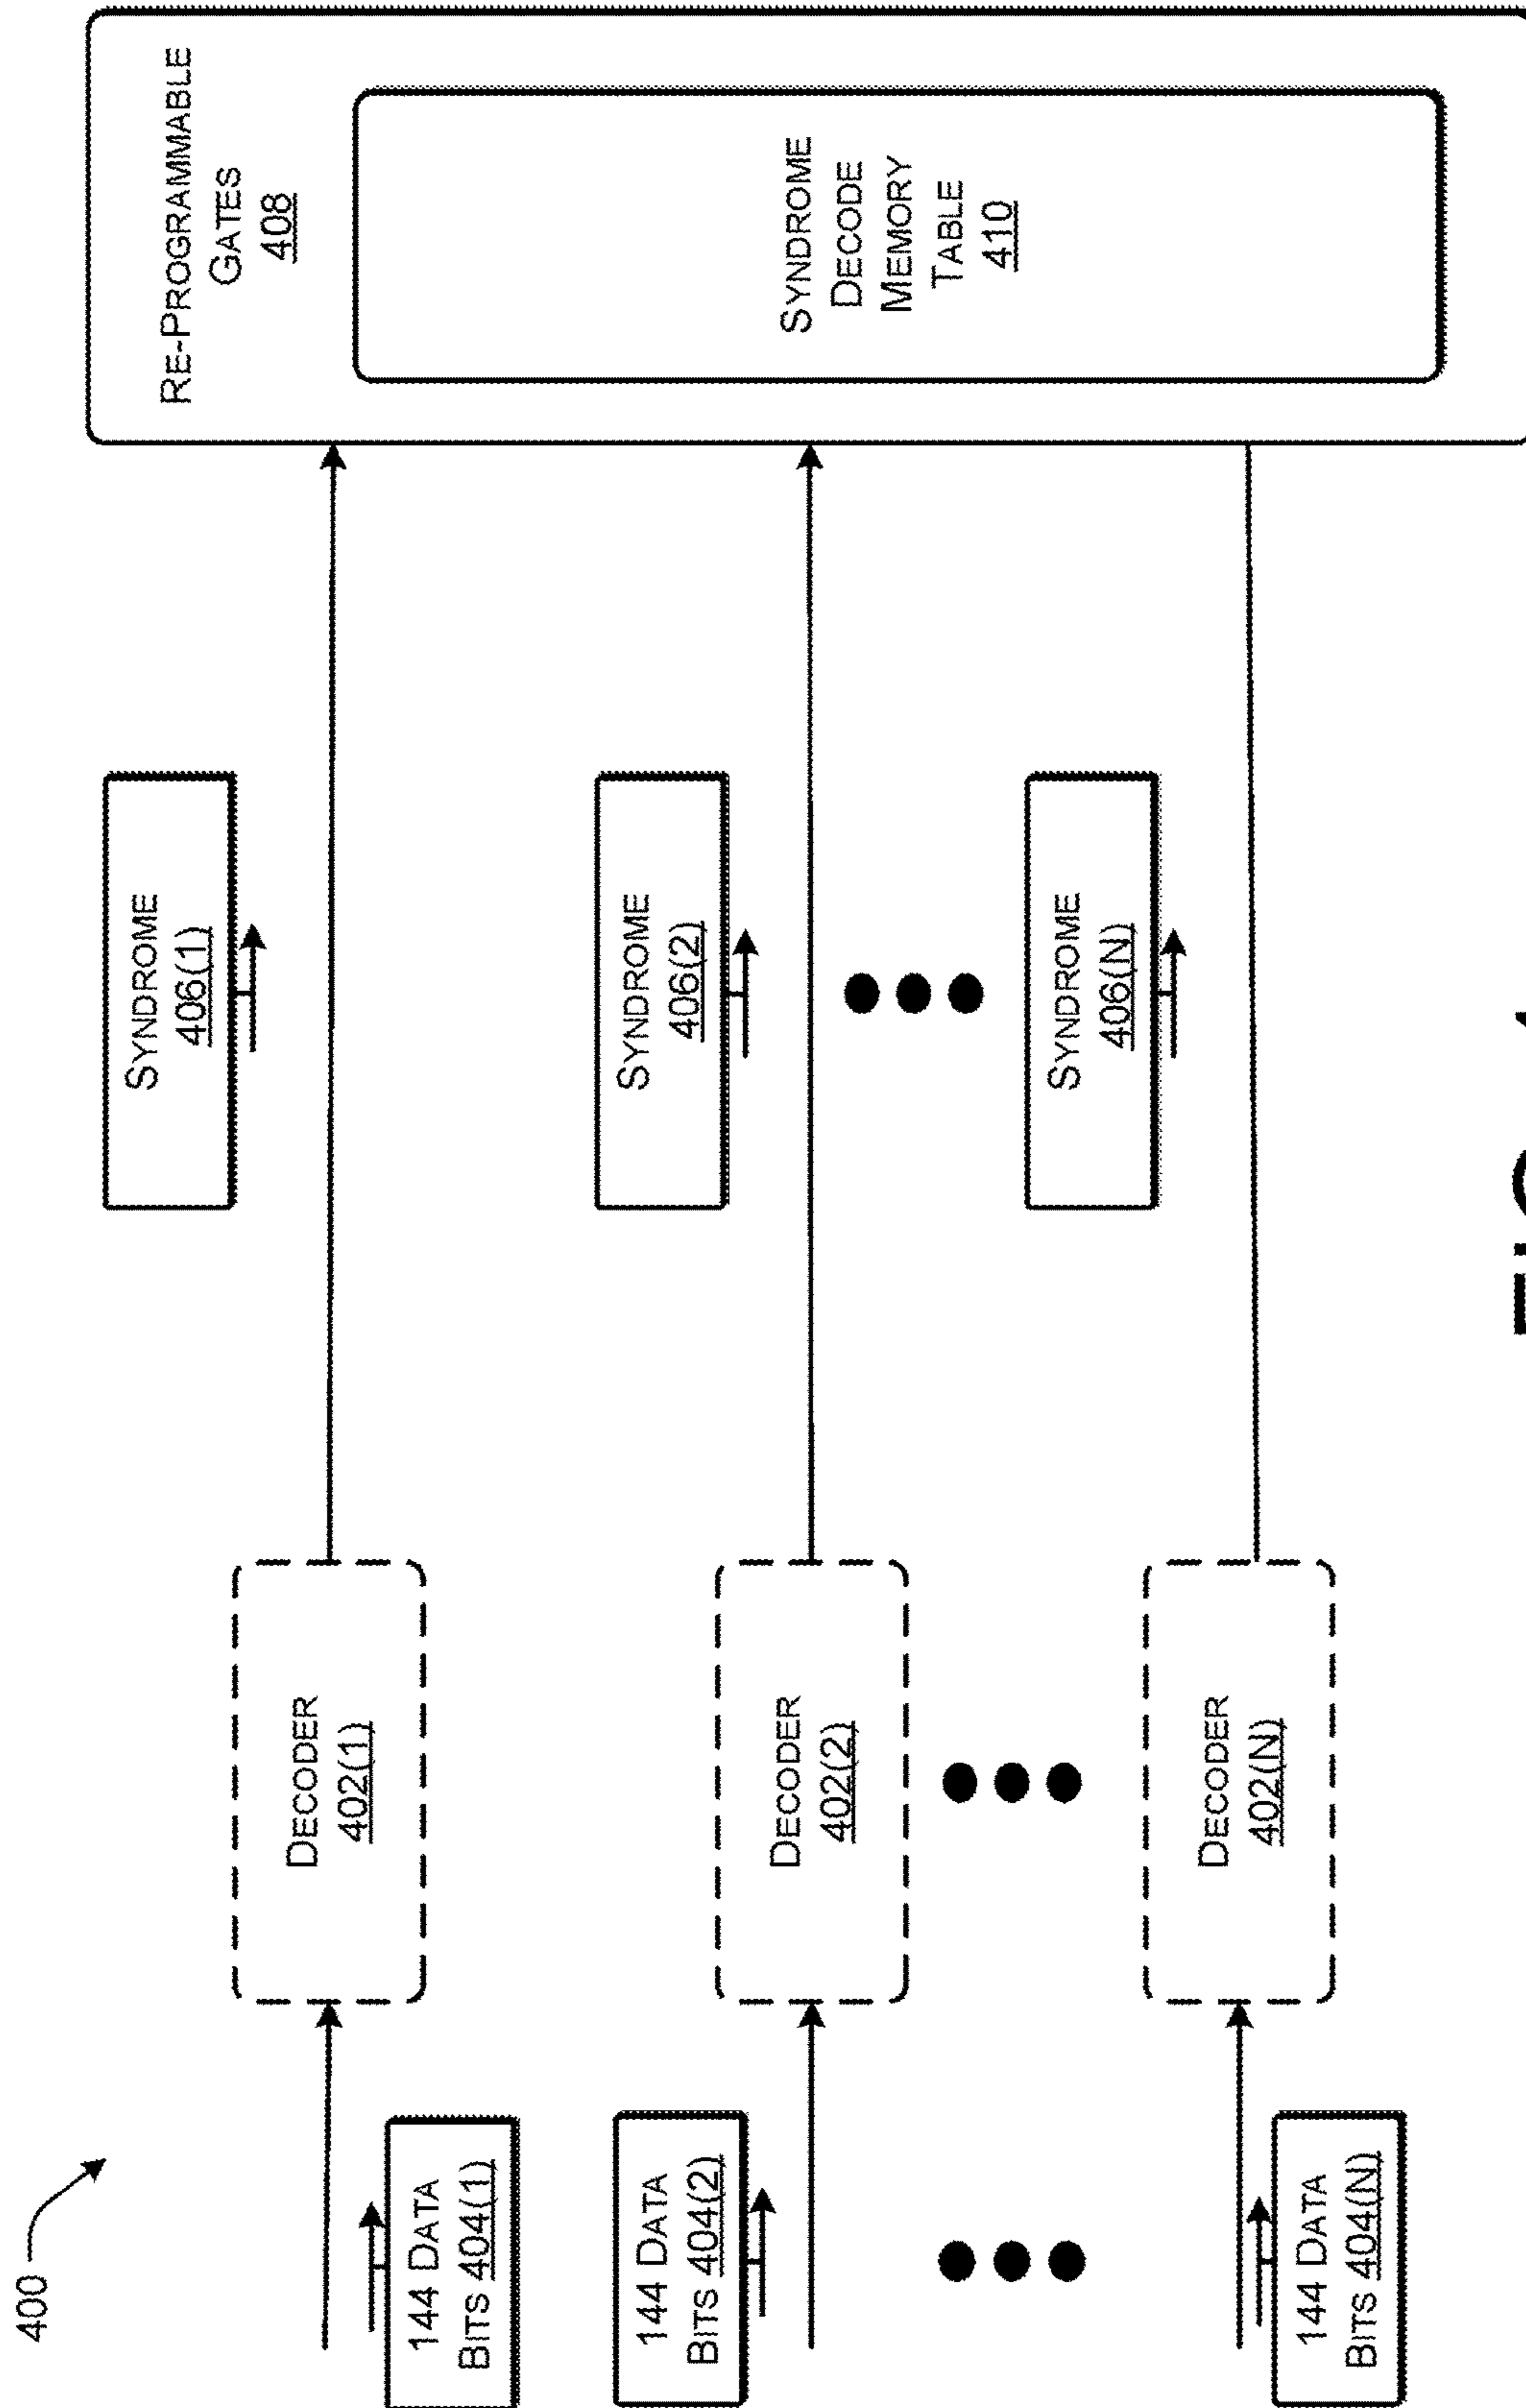 400
144 DATA
BITS 404(1)
DECODER
402(1)
SYNDROME
406(1)
RE-PROGRAMMABLE
GATES
408
144 DATA
BITS 404(2)
DECODER
402(2)
SYNDROME
406(2)
SYNDROME
DECODE
MEMORY
TABLE
410
144 DATA
BITS 404(N)
DECODER
402(N)
SYNDROME
406(N)